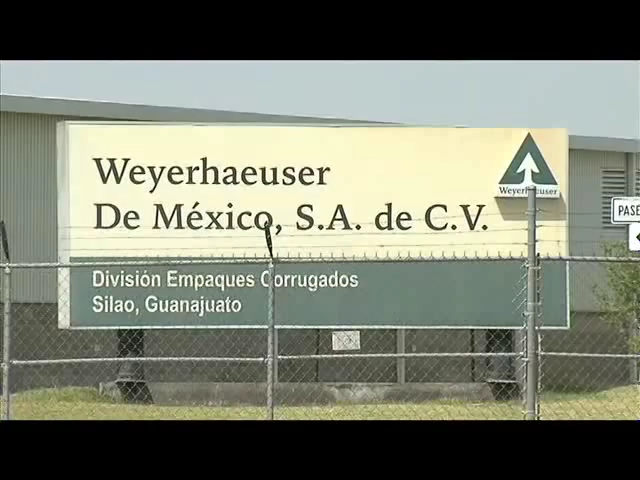 Weyerhaeuser
De México, S.A. de C.V.
Weyerhaeuser
División Empaques Corrugados
Silao, Guanajuato